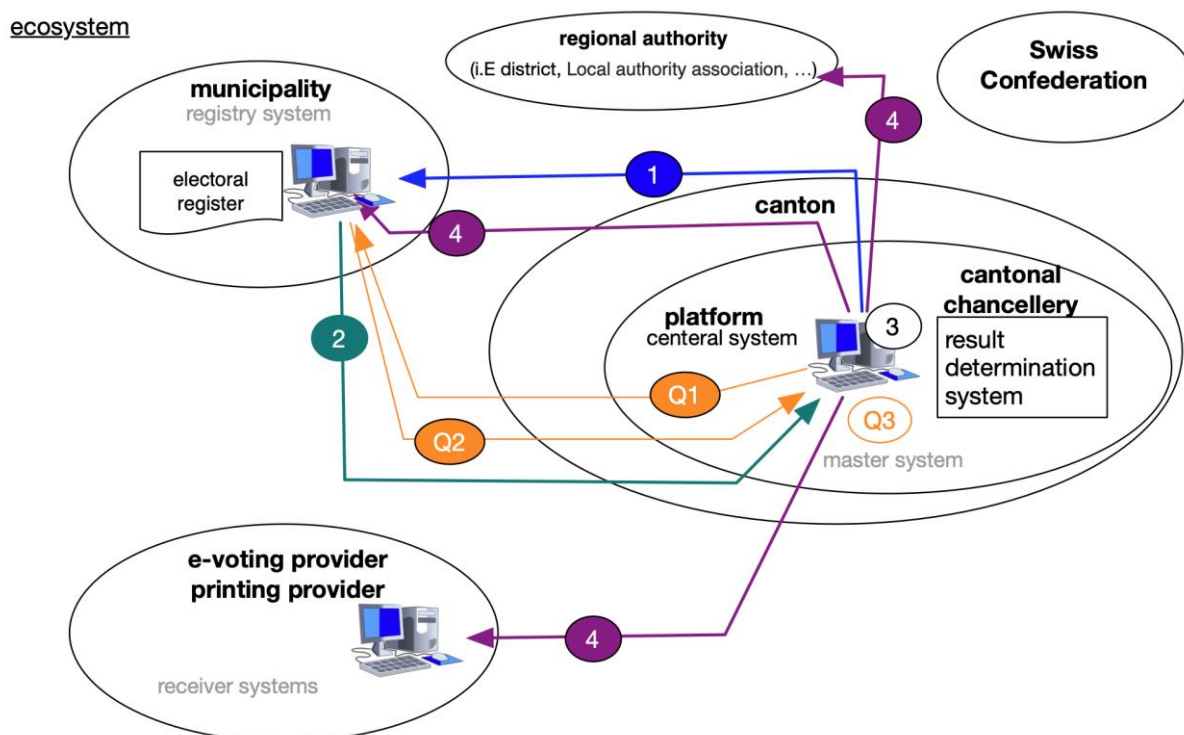 ecosystem
regional authority
(i.E district, Local authority association, ...)
Swiss
Confederation
municipality
registry system
electoral
register
4
1
canton
4
cantonal
chancellery
platform
centeral system
3
result
determination
system
2
Q1
Q2
Q3
master system
e-voting provider
printing provider
4
receiver systems